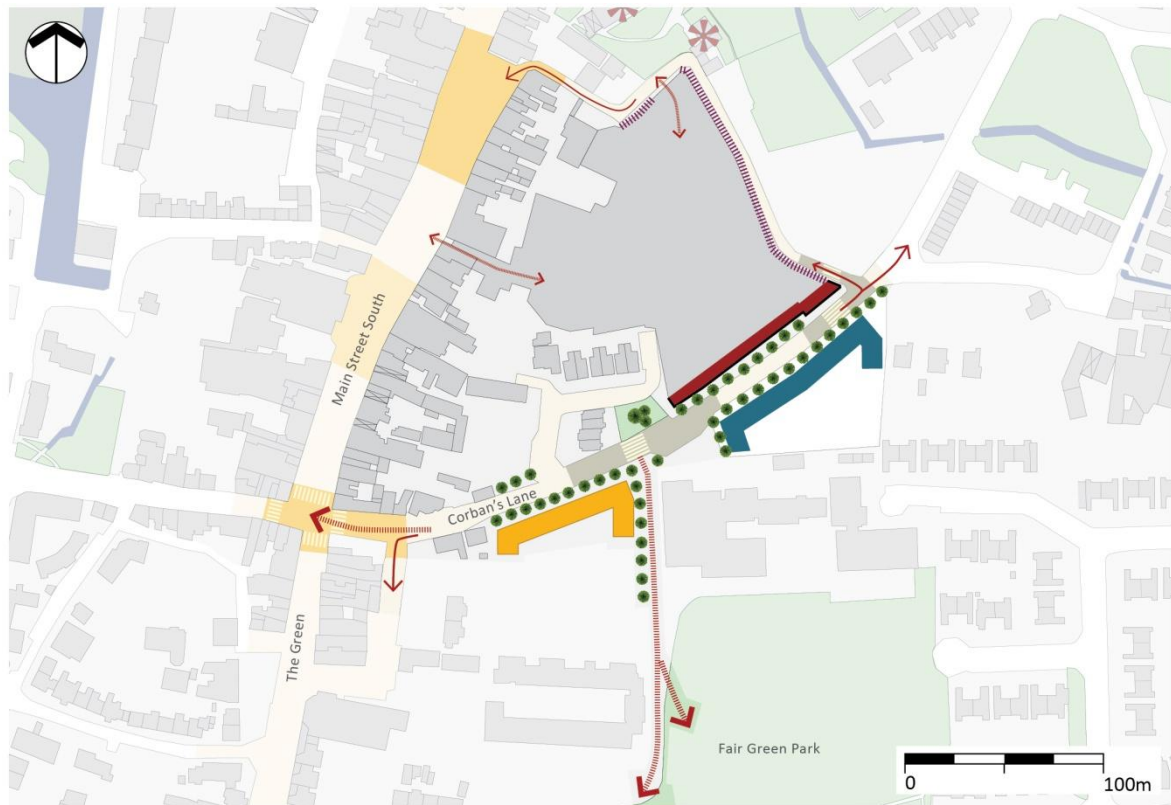 Main Street South
Corban's Lane
The Green
Fair Green Park
0 100m